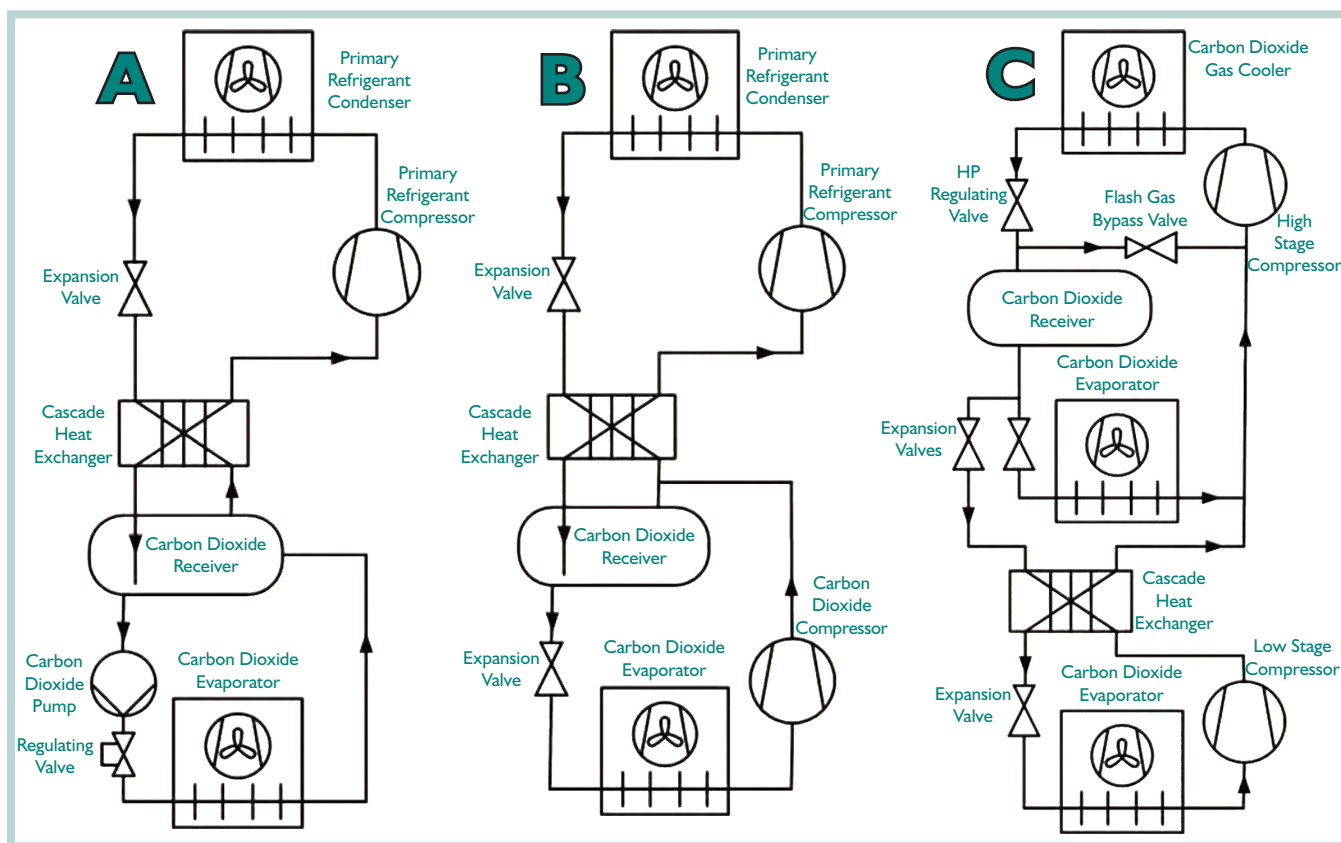 A
Primary
Refrigerant
Condenser
Primary
Refrigerant
Compressor
Expansion
Valve
Cascade
Heat
Exchanger
Carbon Dioxide
Receiver
Carbon
Dioxide
Pump
Carbon Dioxide
Evaporator
Regulating
Valve
B
Primary
Refrigerant
Condenser
Primary
Refrigerant
Compressor
Expansion
Valve
Cascade
Heat
Exchanger
Carbon Dioxide
Receiver
Carbon
Dioxide
Compressor
Expansion
Valve
Carbon Dioxide
Evaporator
C
Carbon Dioxide
Gas Cooler
HP
Regulating
Valve
Flash Gas
Bypass Valve
High
Stage
Compressor
Carbon Dioxide
Receiver
Carbon Dioxide
Evaporator
Expansion
Valves
Cascade
Heat
Exchanger
Low Stage
Compressor
Expansion
Valve
Carbon Dioxide
Evaporator